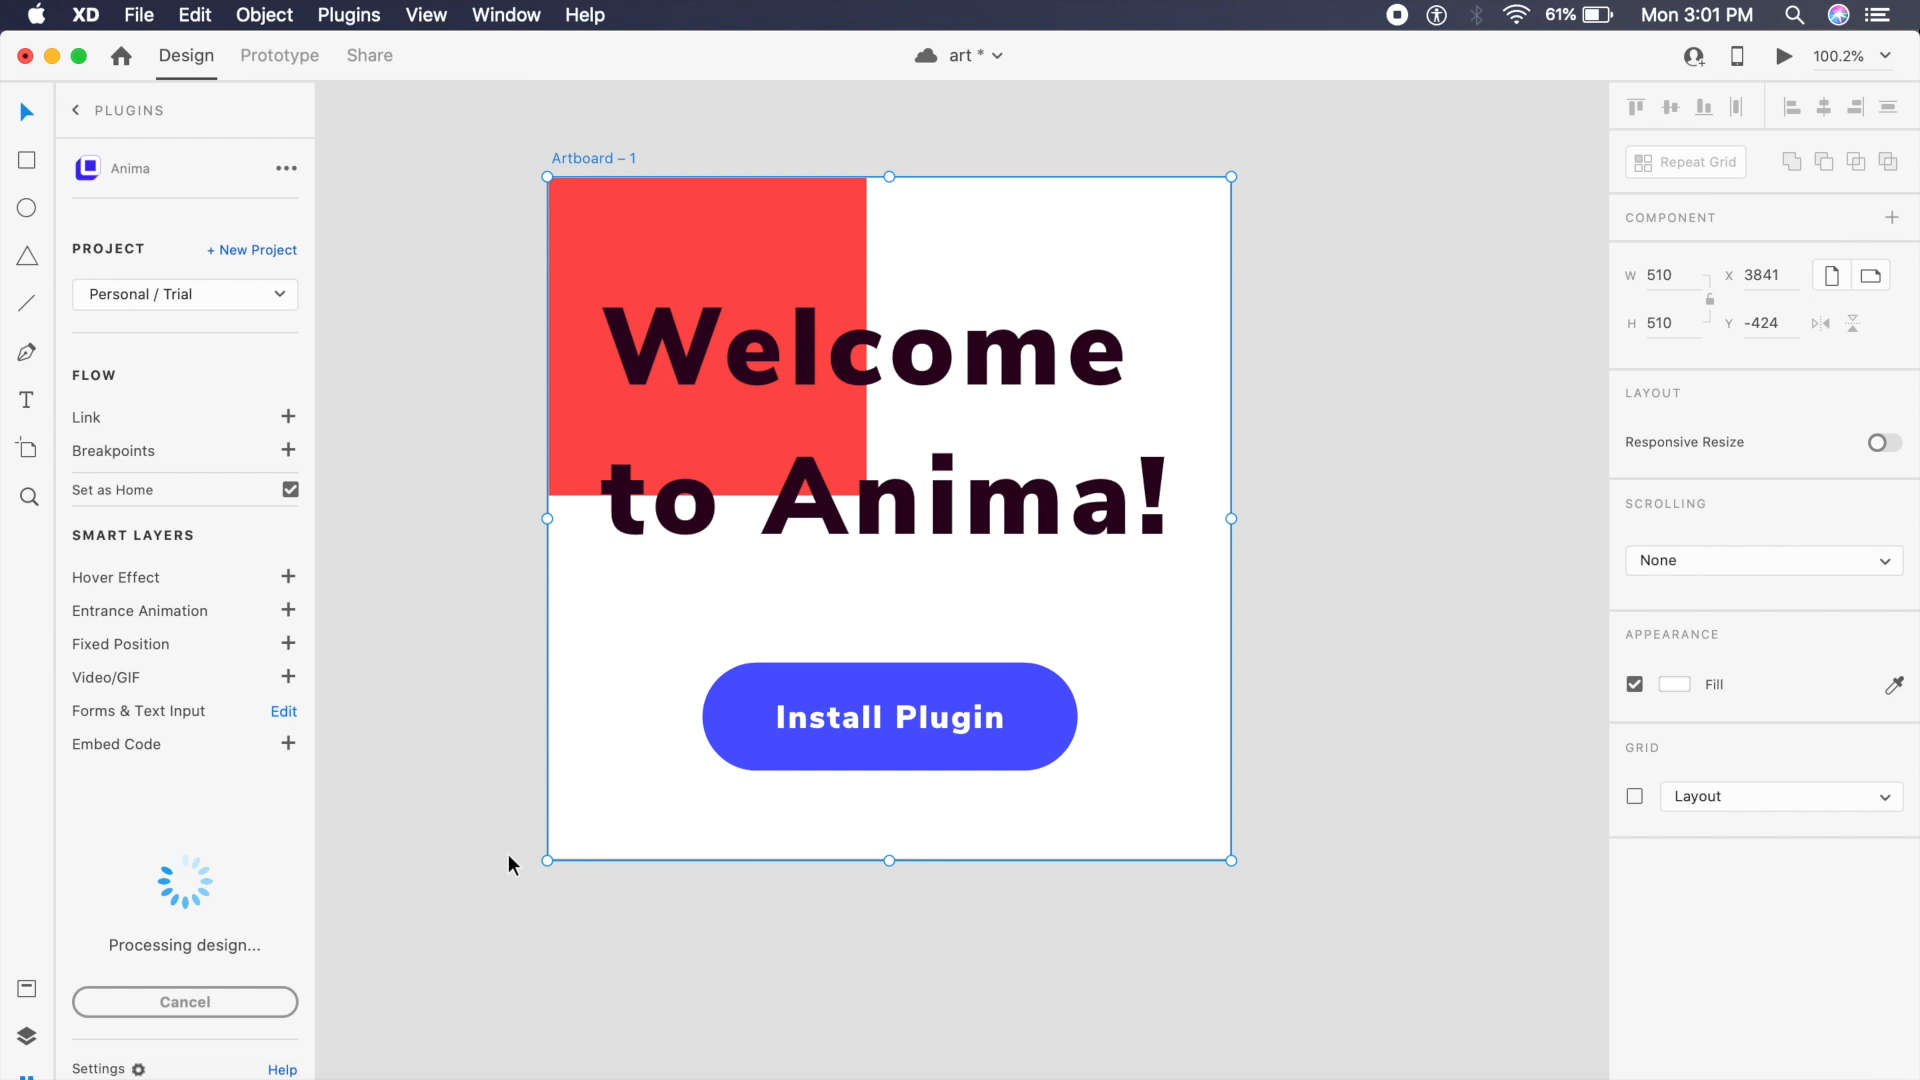 XD File Edit Object Plugins View Window Help 61% Mon 3:01 PM
Design Prototype Share art * 100.2%
PLUGINS
Anima
PROJECT + New Project
Personal / Trial
FLOW
Link
Breakpoints
Set as Home
SMART LAYERS
Hover Effect
Entrance Animation
Fixed Position
Video/GIF
Forms & Text Input Edit
Embed Code
Processing design...
Cancel
Settings Help
Artboard – 1
Welcome
to Anima!
Install Plugin
Repeat Grid
COMPONENT
W 510 X 3841
H 510 Y -424
LAYOUT
Responsive Resize
SCROLLING
None
APPEARANCE
Fill
GRID
Layout